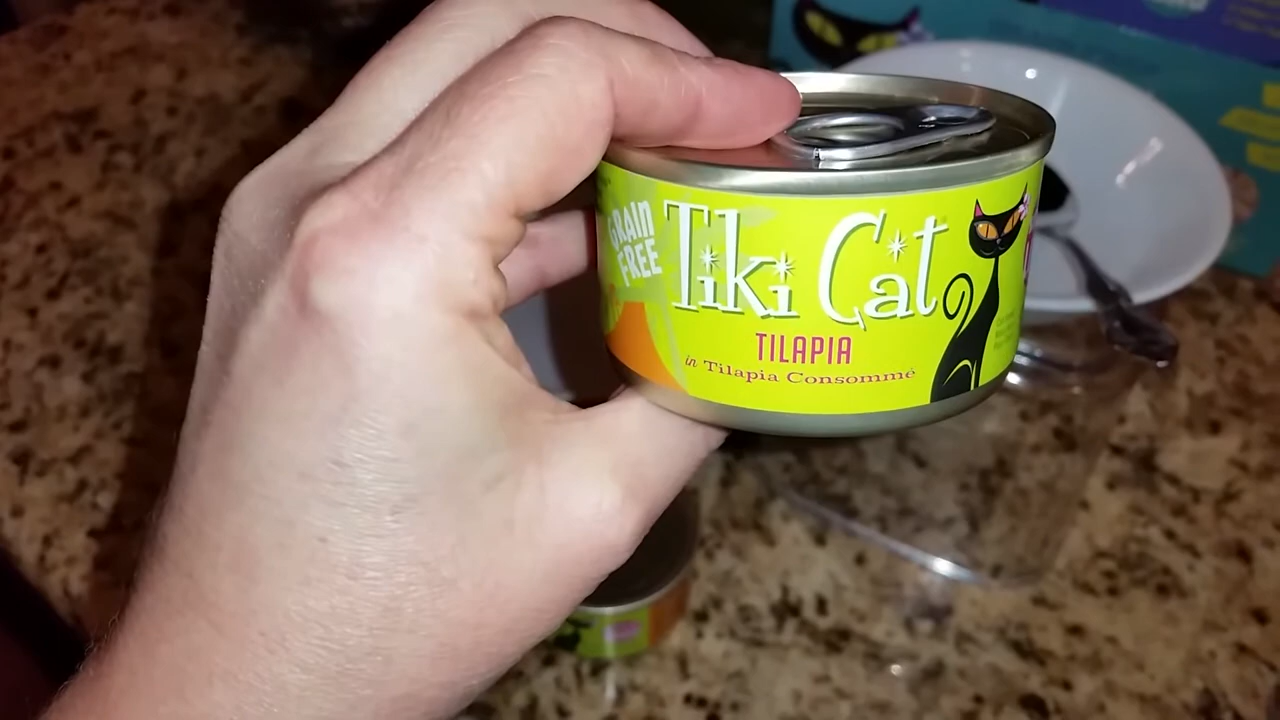 GRAIN
FREE
Tiki Cat
TILAPIA
in Tilapia Consommé